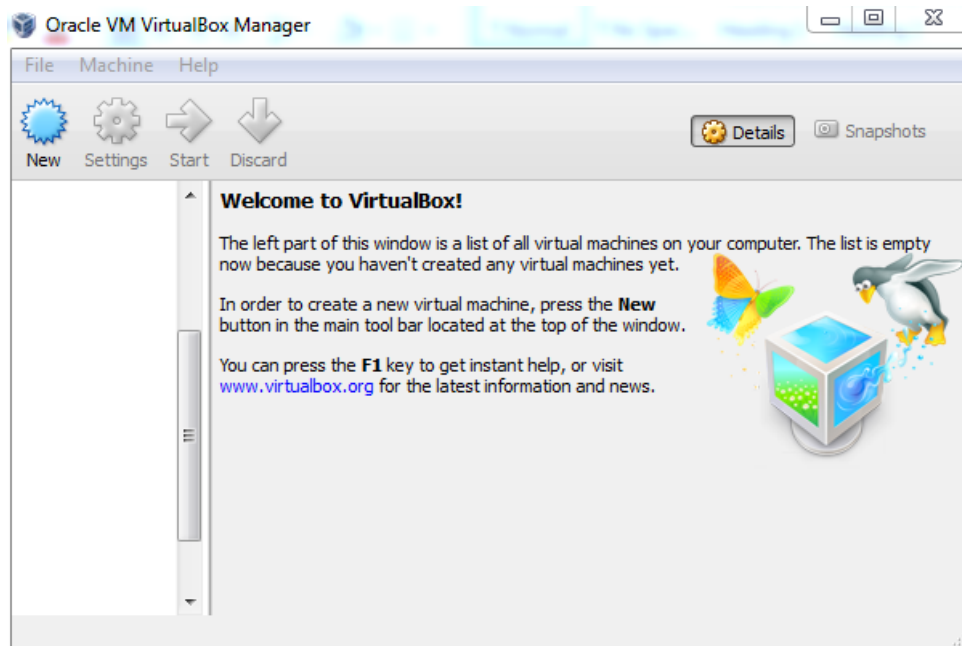 Oracle VM VirtualBox Manager
File Machine Help
New Settings Start Discard
Details Snapshots
Welcome to VirtualBox!
The left part of this window is a list of all virtual machines on your computer. The list is empty
now because you haven't created any virtual machines yet.
In order to create a new virtual machine, press the New
button in the main tool bar located at the top of the window.
You can press the F1 key to get instant help, or visit
www.virtualbox.org for the latest information and news.